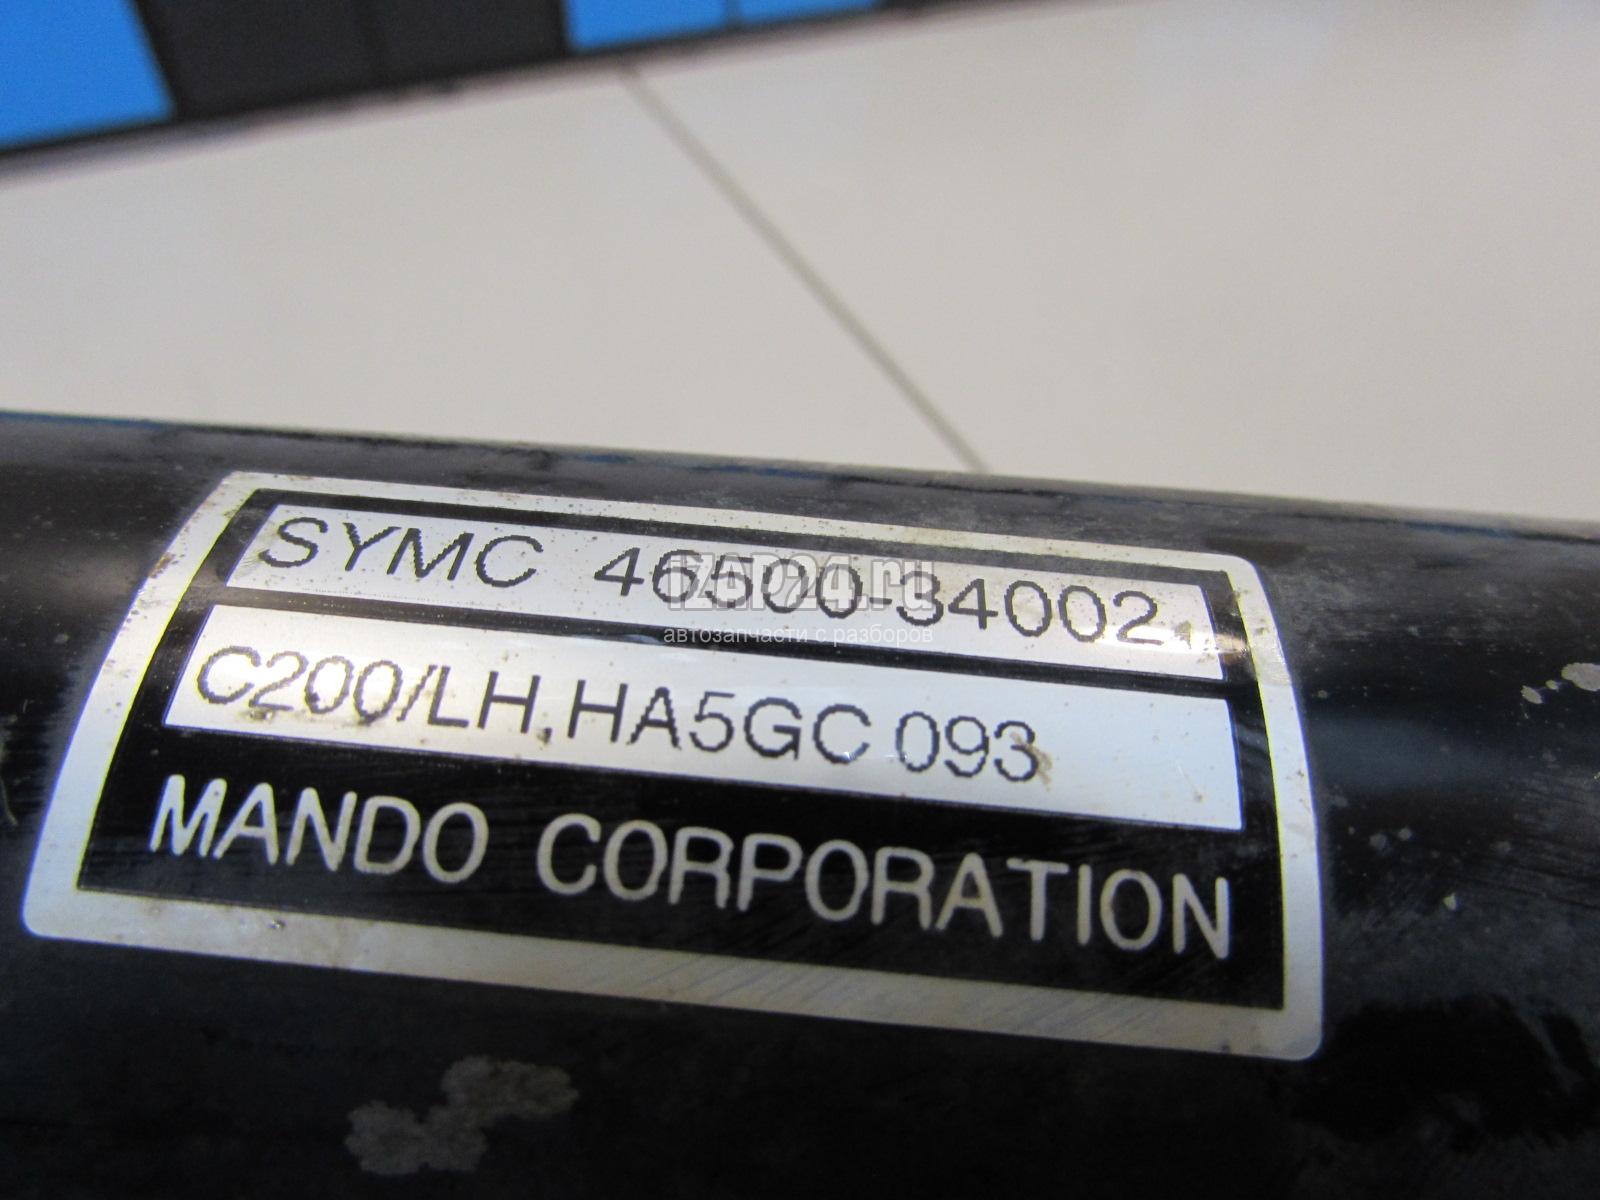 SYMC 46500-34002
IZAP24.ru
автозапчасти с разборов
C200/LH,HA5GC 093
MANDO CORPORATION